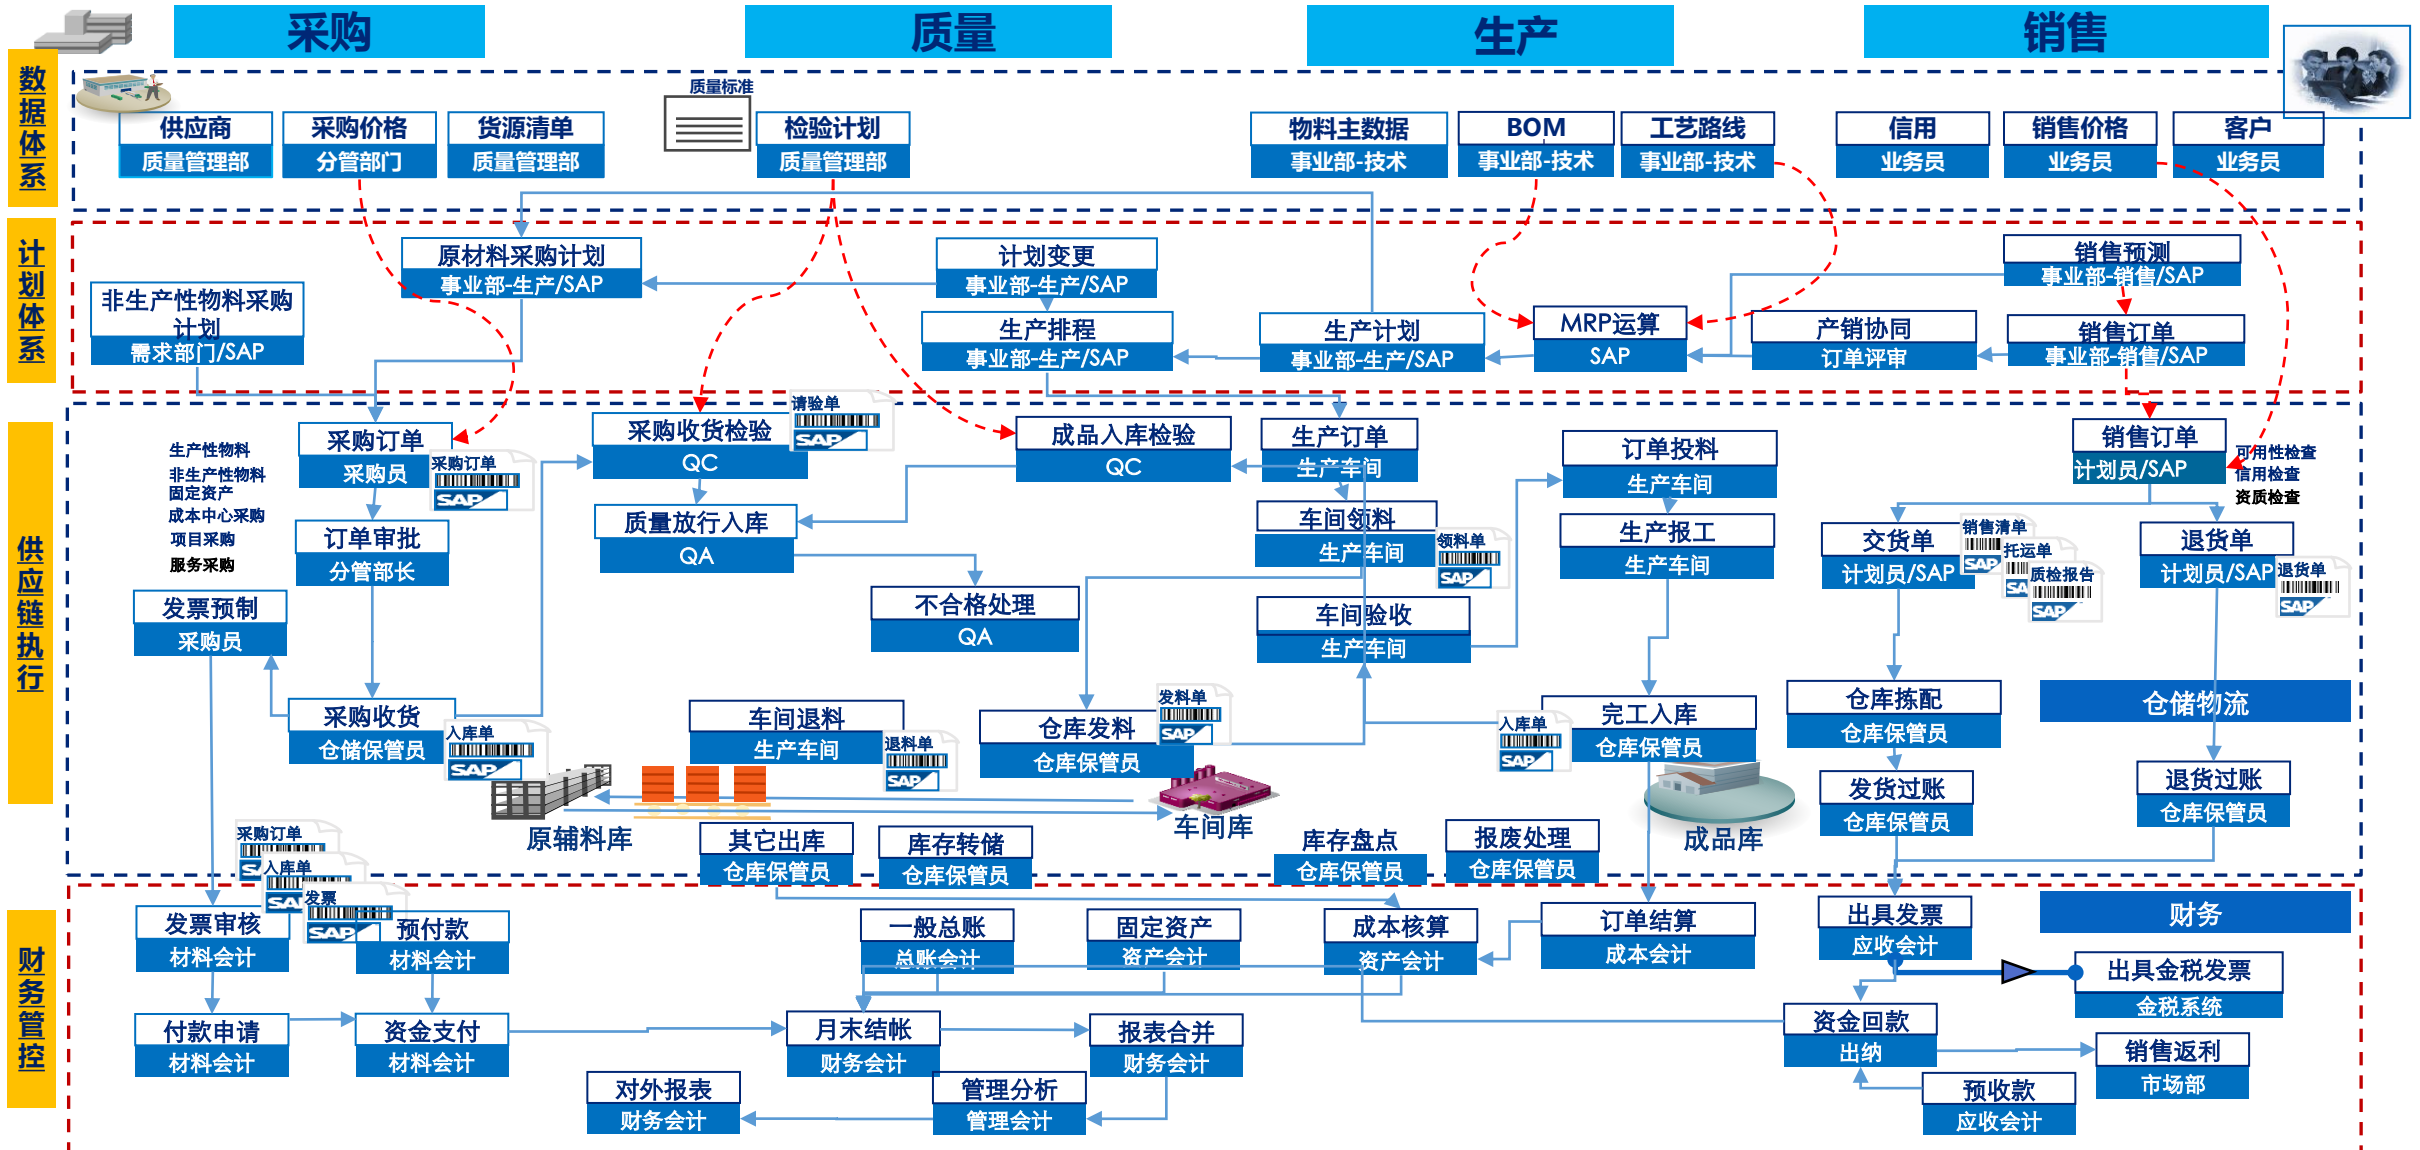 采购
质量
生产
销售
数据体系
质量标准
供应商
质量管理部
采购价格
分管部门
货源清单
质量管理部
检验计划
质量管理部
物料主数据
事业部-技术
BOM
事业部-技术
工艺路线
事业部-技术
信用
业务员
销售价格
业务员
客户
业务员
计划体系
非生产性物料采购
计划
需求部门/SAP
原材料采购计划
事业部-生产/SAP
计划变更
事业部-生产/SAP
生产排程
事业部-生产/SAP
生产计划
事业部-生产/SAP
MRP运算
SAP
产销协同
订单评审
销售预测
事业部-销售/SAP
销售订单
事业部-销售/SAP
供应链执行
生产性物料
非生产性物料
固定资产
成本中心采购
项目采购
服务采购
采购订单
采购员
采购订单
SAP
订单审批
分管部长
发票预制
采购员
采购收货
仓储保管员
入库单
SAP
采购收货检验
QC
请验单
SAP
质量放行入库
QA
不合格处理
QA
成品入库检验
QC
生产订单
生产车间
车间领料
生产车间
领料单
SAP
车间验收
生产车间
订单投料
生产车间
生产报工
生产车间
销售订单
计划员/SAP
可用性检查
信用检查
资质检查
交货单
计划员/SAP
销售清单
SAP
托运单
SA
质检报告
SAP
退货单
计划员/SAP
退货单
SAP
车间退料
生产车间
退料单
SAP
仓库发料
仓库保管员
发料单
SAP
入库单
SAP
完工入库
仓库保管员
仓库拣配
仓库保管员
仓储物流
发货过账
仓库保管员
退货过账
仓库保管员
原辅料库
车间库
成品库
其它出库
仓库保管员
库存转储
仓库保管员
库存盘点
仓库保管员
报废处理
仓库保管员
财务管控
采购订单
S
入库单
SA
发票
SAP
发票审核
材料会计
预付款
材料会计
付款申请
材料会计
资金支付
材料会计
一般总账
总账会计
固定资产
资产会计
成本核算
资产会计
订单结算
成本会计
出具发票
应收会计
财务
出具金税发票
金税系统
月末结帐
财务会计
报表合并
财务会计
资金回款
出纳
销售返利
市场部
对外报表
财务会计
管理分析
管理会计
预收款
应收会计